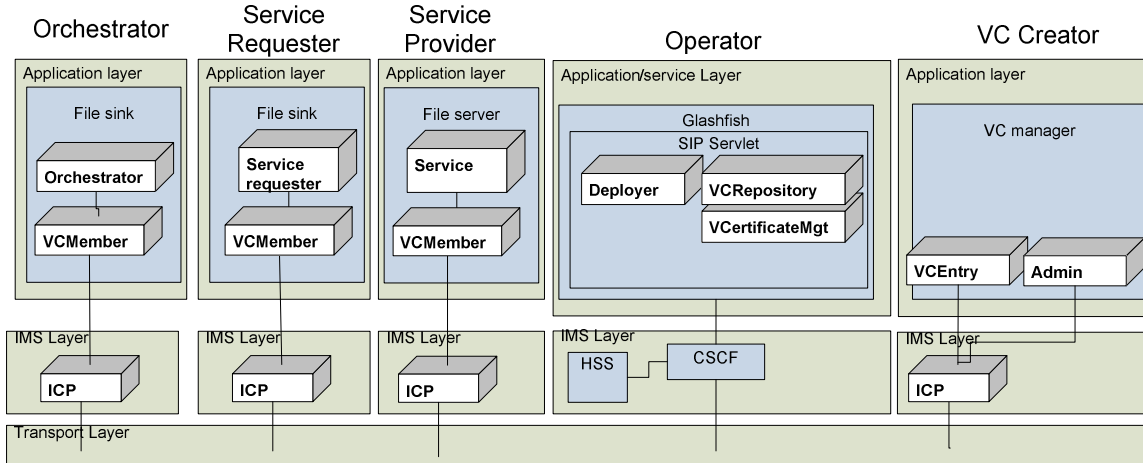 Orchestrator
Service
Requester
Service
Provider
Operator
VC Creator
Application layer
File sink
Orchestrator
VCMember
Application layer
File sink
Service
requester
VCMember
Application layer
File server
Service
VCMember
Application/service Layer
Glashfish
SIP Servlet
Deployer
VCRepository
VCertificateMgt
Application layer
VC manager
VCEntry
Admin
IMS Layer
ICP
IMS Layer
ICP
IMS Layer
ICP
IMS Layer
HSS
CSCF
IMS Layer
ICP
Transport Layer